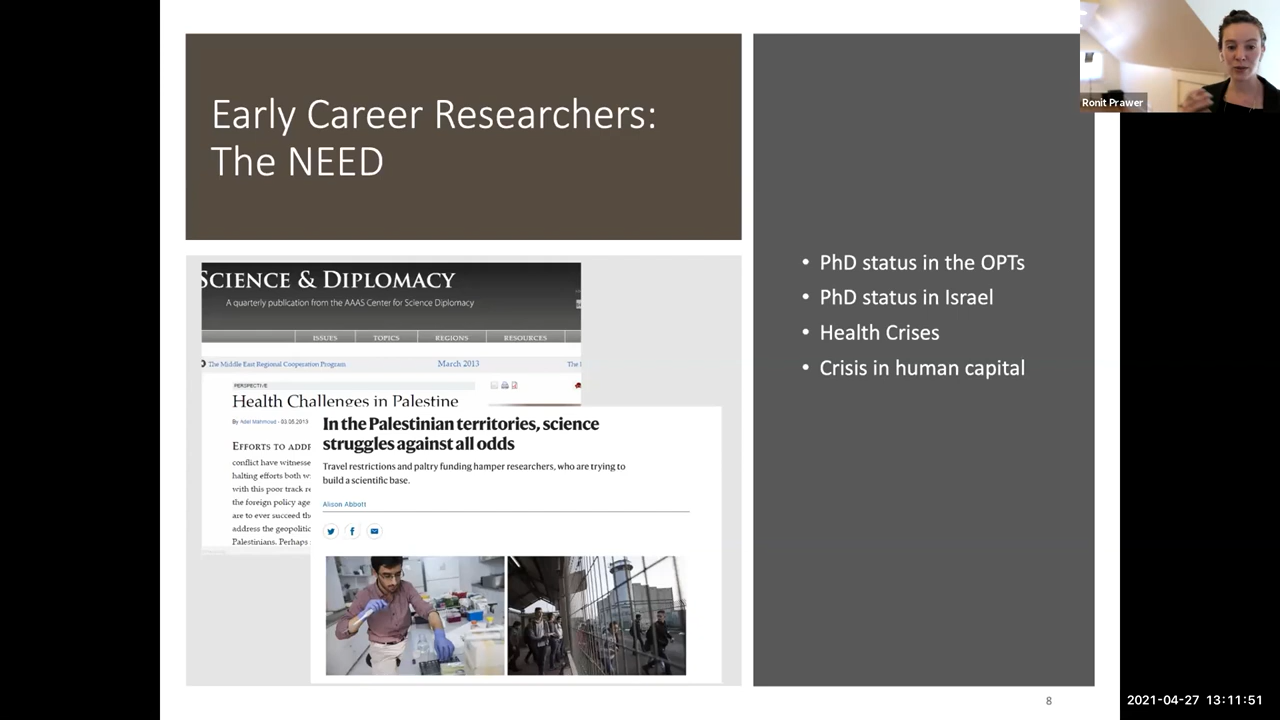 Early Career Researchers:
The NEED
SCIENCE & DIPLOMACY
A quarterly publication from the AAAS Center for Science Diplomacy
ISSUES TOPICS REGIONS RESOURCES
The Middle East Regional Cooperation Program March 2013 The
PERSPECTIVE
Health Challenges in Palestine
By Adel Mahmoud - 03.05.2013
EFFORTS TO ADDR
conflict have witnesse
halting efforts both w
with this poor track re
the foreign policy age
are to ever succeed th
address the geopolitic
Palestinians. Perhaps
In the Palestinian territories, science
struggles against all odds
Travel restrictions and paltry funding hamper researchers, who are trying to
build a scientific base.
Alison Abbott
• PhD status in the OPTs
• PhD status in Israel
• Health Crises
• Crisis in human capital
8
Ronit Prawer
2021-04-27 13:11:51